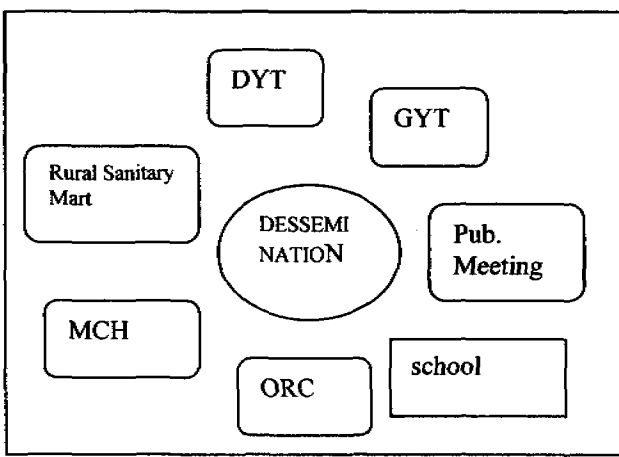 DYT
GYT
Rural Sanitary
Mart
DESSEMI
NATION
Pub.
Meeting
MCH
school
ORC